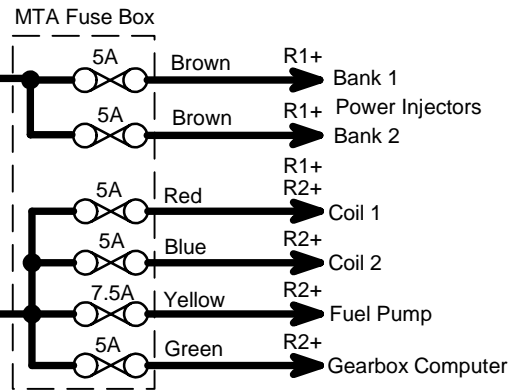 MTA Fuse Box
5A Brown R1+ Bank 1
Power Injectors
5A Brown R1+ Bank 2
R1+
5A Red R2+ Coil 1
5A Blue R2+ Coil 2
7.5A Yellow R2+ Fuel Pump
5A Green R2+ Gearbox Computer